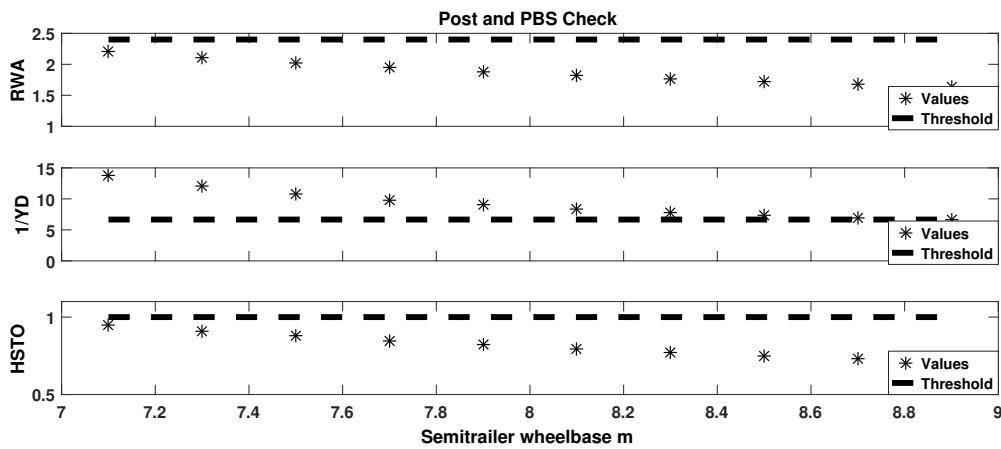 Post and PBS Check
2.5
2
1.5
1
RWA
Values
Threshold
15
10
5
0
1/YD
Values
Threshold
1
0.5
HSTO
Values
Threshold
7 7.2 7.4 7.6 7.8 8 8.2 8.4 8.6 8.8 9
Semitrailer wheelbase m